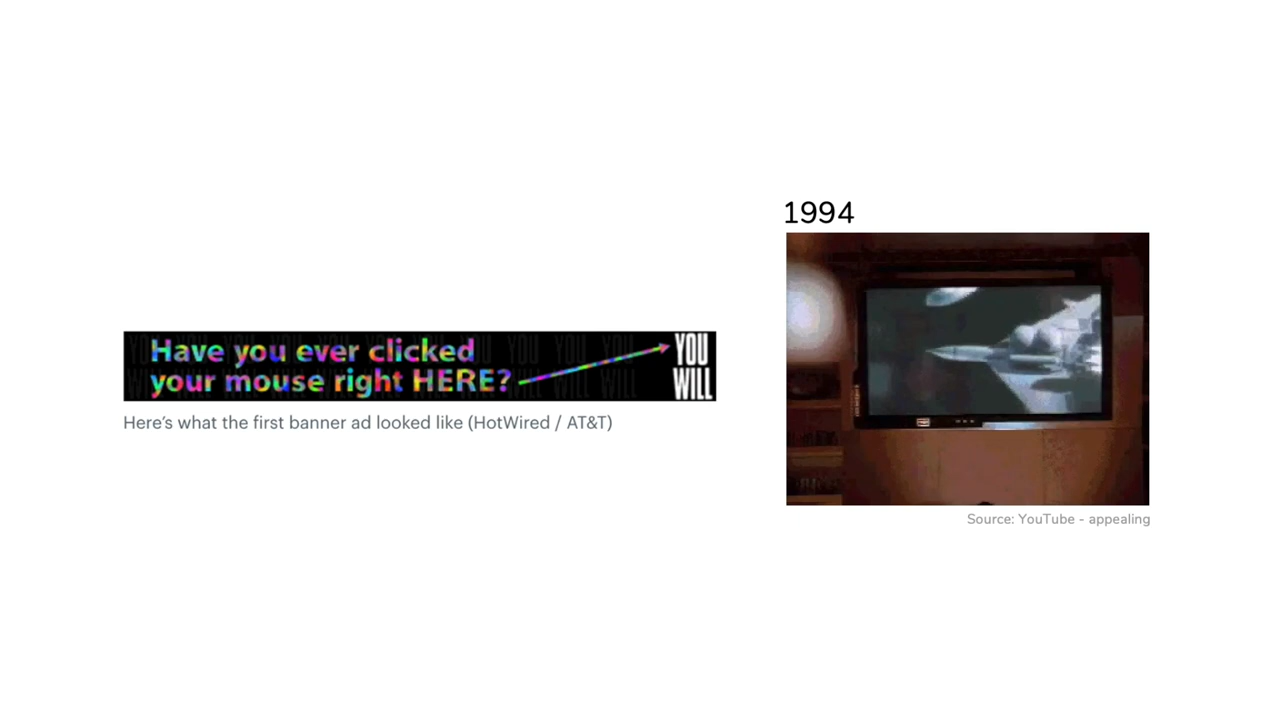 Have you ever clicked
your mouse right HERE?
YOU
WILL
Here’s what the first banner ad looked like (HotWired / AT&T)
1994
Source: YouTube - appealing